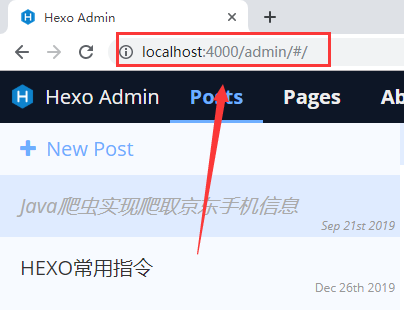 Hexo Admin
localhost:4000/admin/#/
Hexo Admin Posts Pages Ab
New Post
Java爬虫实现爬取京东手机信息
Sep 21st 2019
HEXO常用指令
Dec 26th 2019